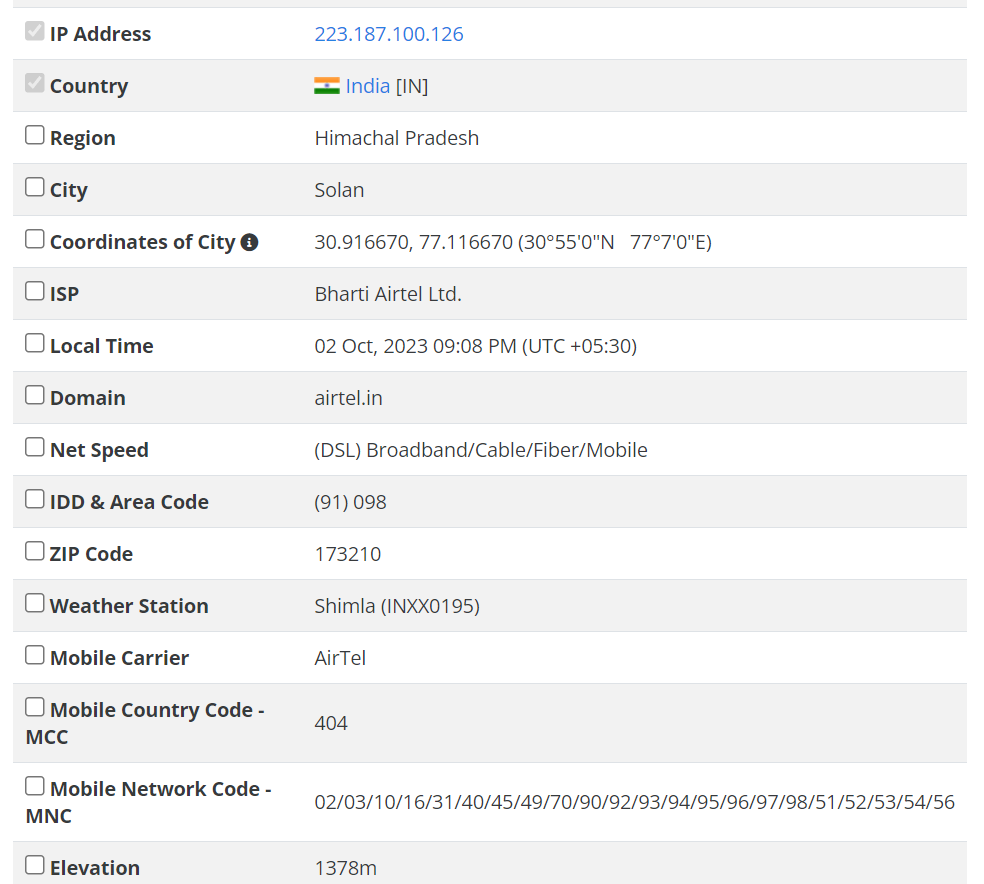 IP Address 223.187.100.126
Country India [IN]
Region Himachal Pradesh
City Solan
Coordinates of City 30.916670, 77.116670 (30°55'0"N 77°7'0"E)
ISP Bharti Airtel Ltd.
Local Time 02 Oct, 2023 09:08 PM (UTC +05:30)
Domain airtel.in
Net Speed (DSL) Broadband/Cable/Fiber/Mobile
IDD & Area Code (91) 098
ZIP Code 173210
Weather Station Shimla (INXX0195)
Mobile Carrier AirTel
Mobile Country Code -
MCC
404
Mobile Network Code -
MNC
02/03/10/16/31/40/45/49/70/90/92/93/94/95/96/97/98/51/52/53/54/56
Elevation 1378m